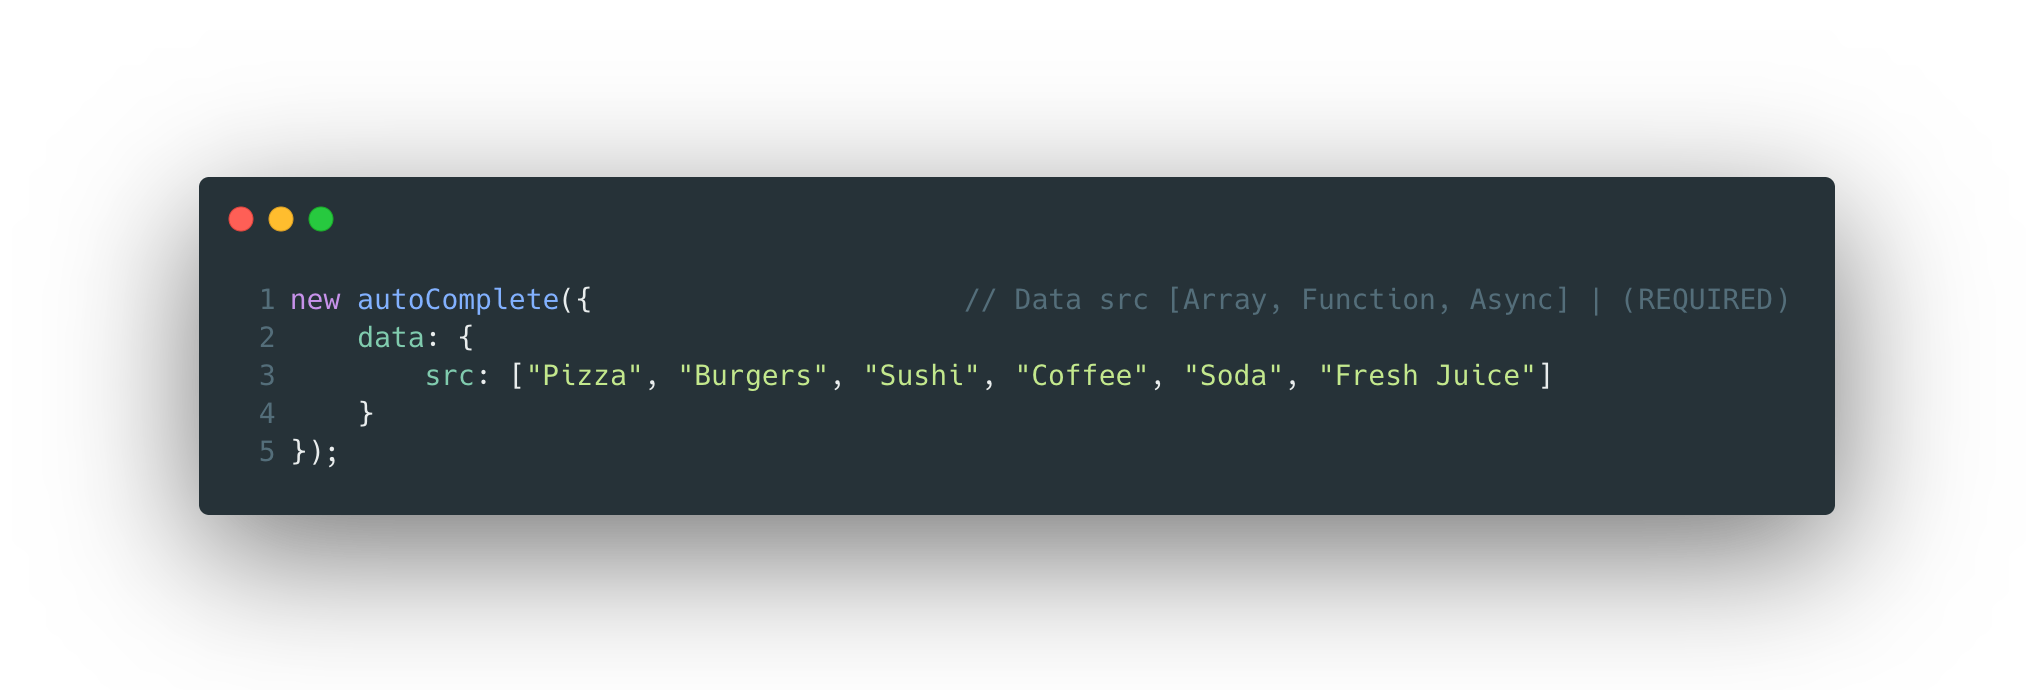 1 new autoComplete({                                        // Data src [Array, Function, Async] | (REQUIRED)
2     data: {
3         src: ["Pizza", "Burgers", "Sushi", "Coffee", "Soda", "Fresh Juice"]
4     }
5 });